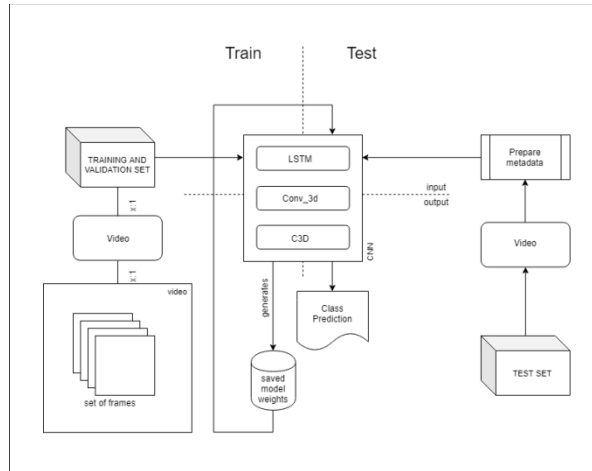 Train
Test
TRAINING AND
VALIDATION SET
LSTM
Prepare
metadata
input
output
x:1
Conv_3d
Video
C3D
CNN
Video
x:1
video
generates
Class
Prediction
saved
model
weights
TEST SET
set of frames